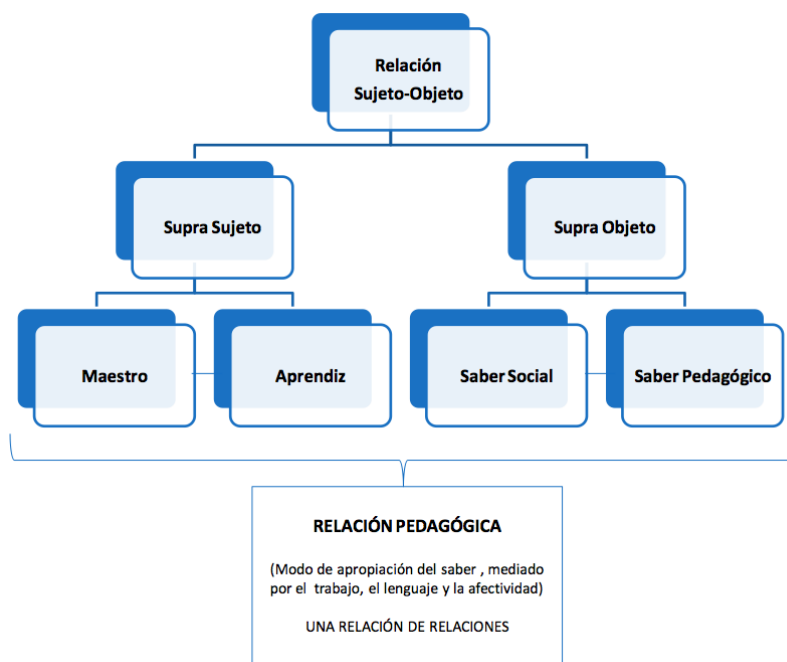 Relación
Sujeto-Objeto
Supra Sujeto
Supra Objeto
Maestro
Aprendiz
Saber Social
Saber Pedagógico
RELACIÓN PEDAGÓGICA
(Modo de apropiación del saber , mediado
por el trabajo, el lenguaje y la afectividad)
UNA RELACIÓN DE RELACIONES